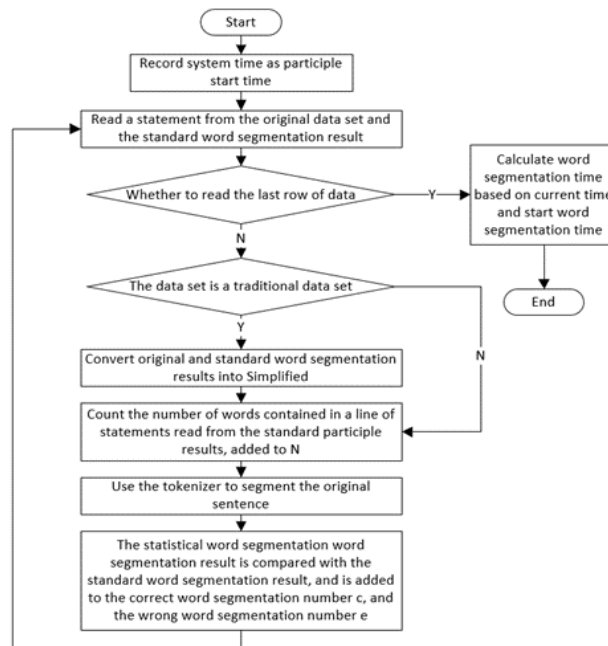 Start
Record system time as participle
start time
Read a statement from the original data set and
the standard word segmentation result
Whether to read the last row of data
Y
Calculate word
segmentation time
based on current time
and start word
segmentation time
End
N
The data set is a traditional data set
Y
N
Convert original and standard word segmentation
results into Simplified
Count the number of words contained in a line of
statements read from the standard participle
results, added to N
Use the tokenizer to segment the original
sentence
The statistical word segmentation word
segmentation result is compared with the
standard word segmentation result, and is added
to the correct word segmentation number c, and
the wrong word segmentation number e